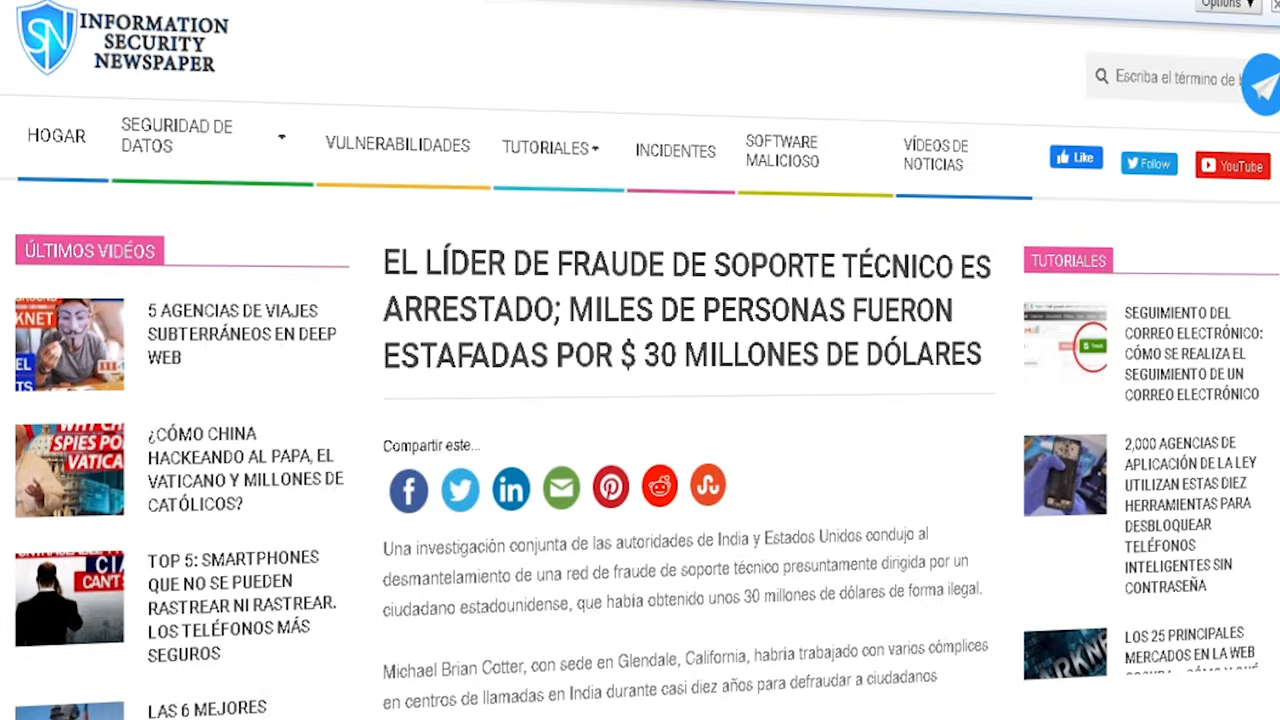 Options ▼
INFORMATION
SECURITY
NEWSPAPER
SN
Escriba el término de
HOGAR
SEGURIDAD DE
DATOS
VULNERABILIDADES
TUTORIALES
INCIDENTES
SOFTWARE
MALICIOSO
VÍDEOS DE
NOTICIAS
Like
Follow
YouTube
ÚLTIMOS VIDÉOS
5 AGENCIAS DE VIAJES
SUBTERRÁNEOS EN DEEP
WEB
¿CÓMO CHINA
HACKEANDO AL PAPA, EL
VATICANO Y MILLONES DE
CATÓLICOS?
SPIES
VATICA
TOP 5: SMARTPHONES
QUE NO SE PUEDEN
RASTREAR NI RASTREAR.
LOS TELÉFONOS MÁS
SEGUROS
CAN'T
LAS 6 MEJORES
EL LÍDER DE FRAUDE DE SOPORTE TÉCNICO ES
ARRESTADO; MILES DE PERSONAS FUERON
ESTAFADAS POR $ 30 MILLONES DE DÓLARES
Compartir este...
Una investigación conjunta de las autoridades de India y Estados Unidos condujo al
desmantelamiento de una red de fraude de soporte técnico presuntamente dirigida por un
ciudadano estadounidense, que había obtenido unos 30 millones de dólares de forma ilegal.
Michael Brian Cotter, con sede en Glendale, California, habría trabajado con varios cómplices
en centros de llamadas en India durante casi diez años para defraudar a ciudadanos
TUTORIALES
SEGUIMIENTO DEL
CORREO ELECTRÓNICO:
CÓMO SE REALIZA EL
SEGUIMIENTO DE UN
CORREO ELECTRÓNICO
2,000 AGENCIAS DE
APLICACIÓN DE LA LEY
UTILIZAN ESTAS DIEZ
HERRAMIENTAS PARA
DESBLOQUEAR
TELÉFONOS
INTELIGENTES SIN
CONTRASEÑA
LOS 25 PRINCIPALES
MERCADOS EN LA WEB